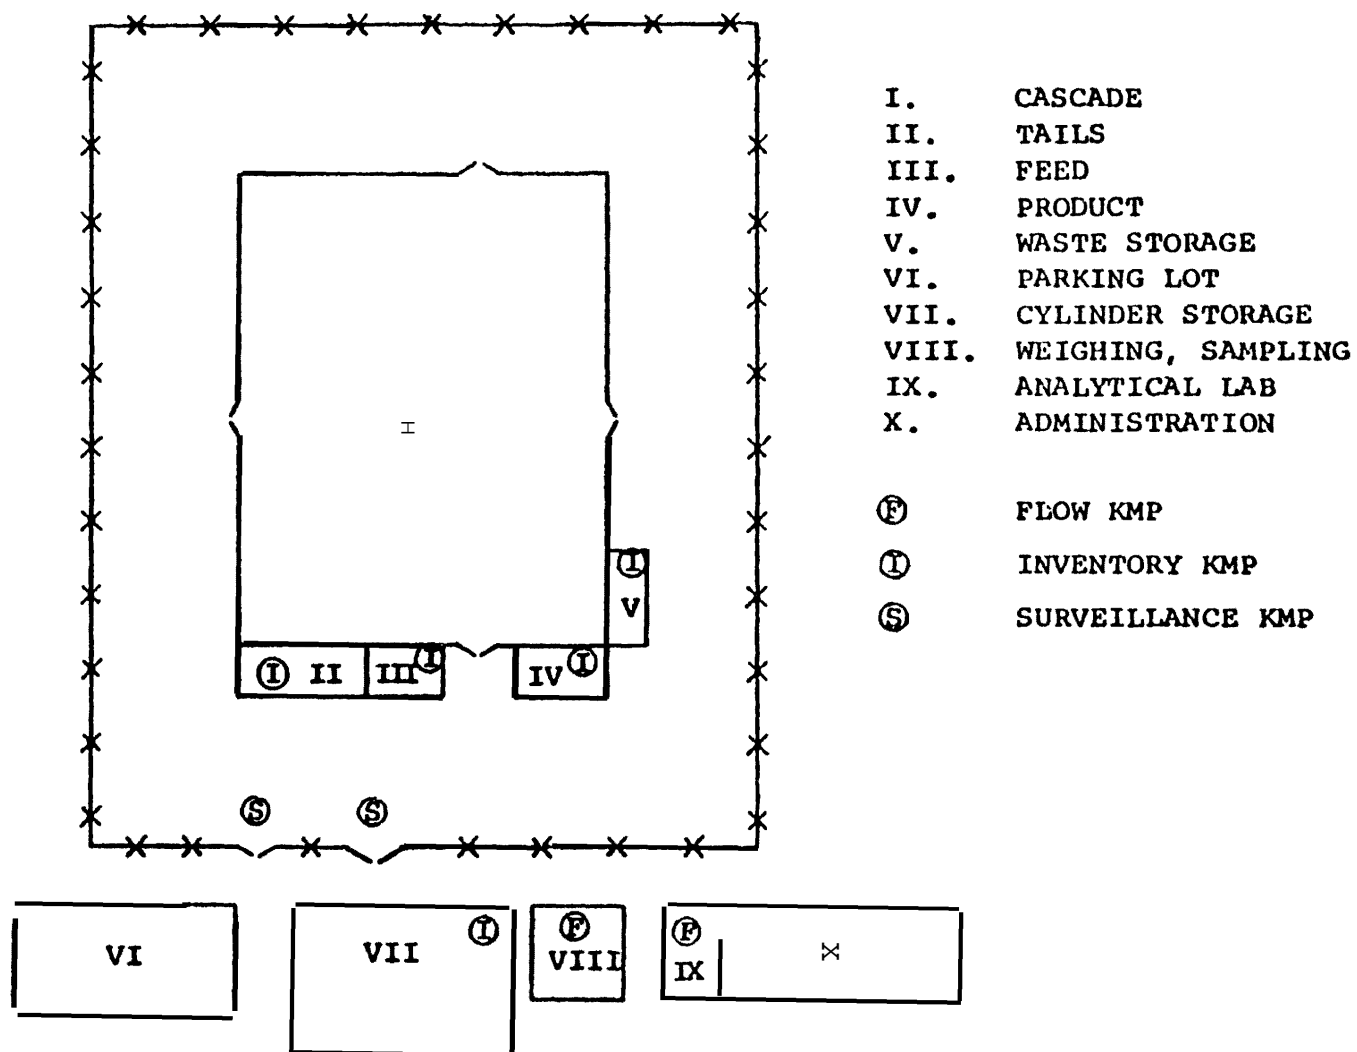 I. CASCADE
II. TAILS
III. FEED
IV. PRODUCT
V. WASTE STORAGE
VI. PARKING LOT
VII. CYLINDER STORAGE
VIII. WEIGHING, SAMPLING
IX. ANALYTICAL LAB
X. ADMINISTRATION
F FLOW KMP
I INVENTORY KMP
S SURVEILLANCE KMP
I
I
V
I II III I IV I
S S
VI VII I F VIII F IX X